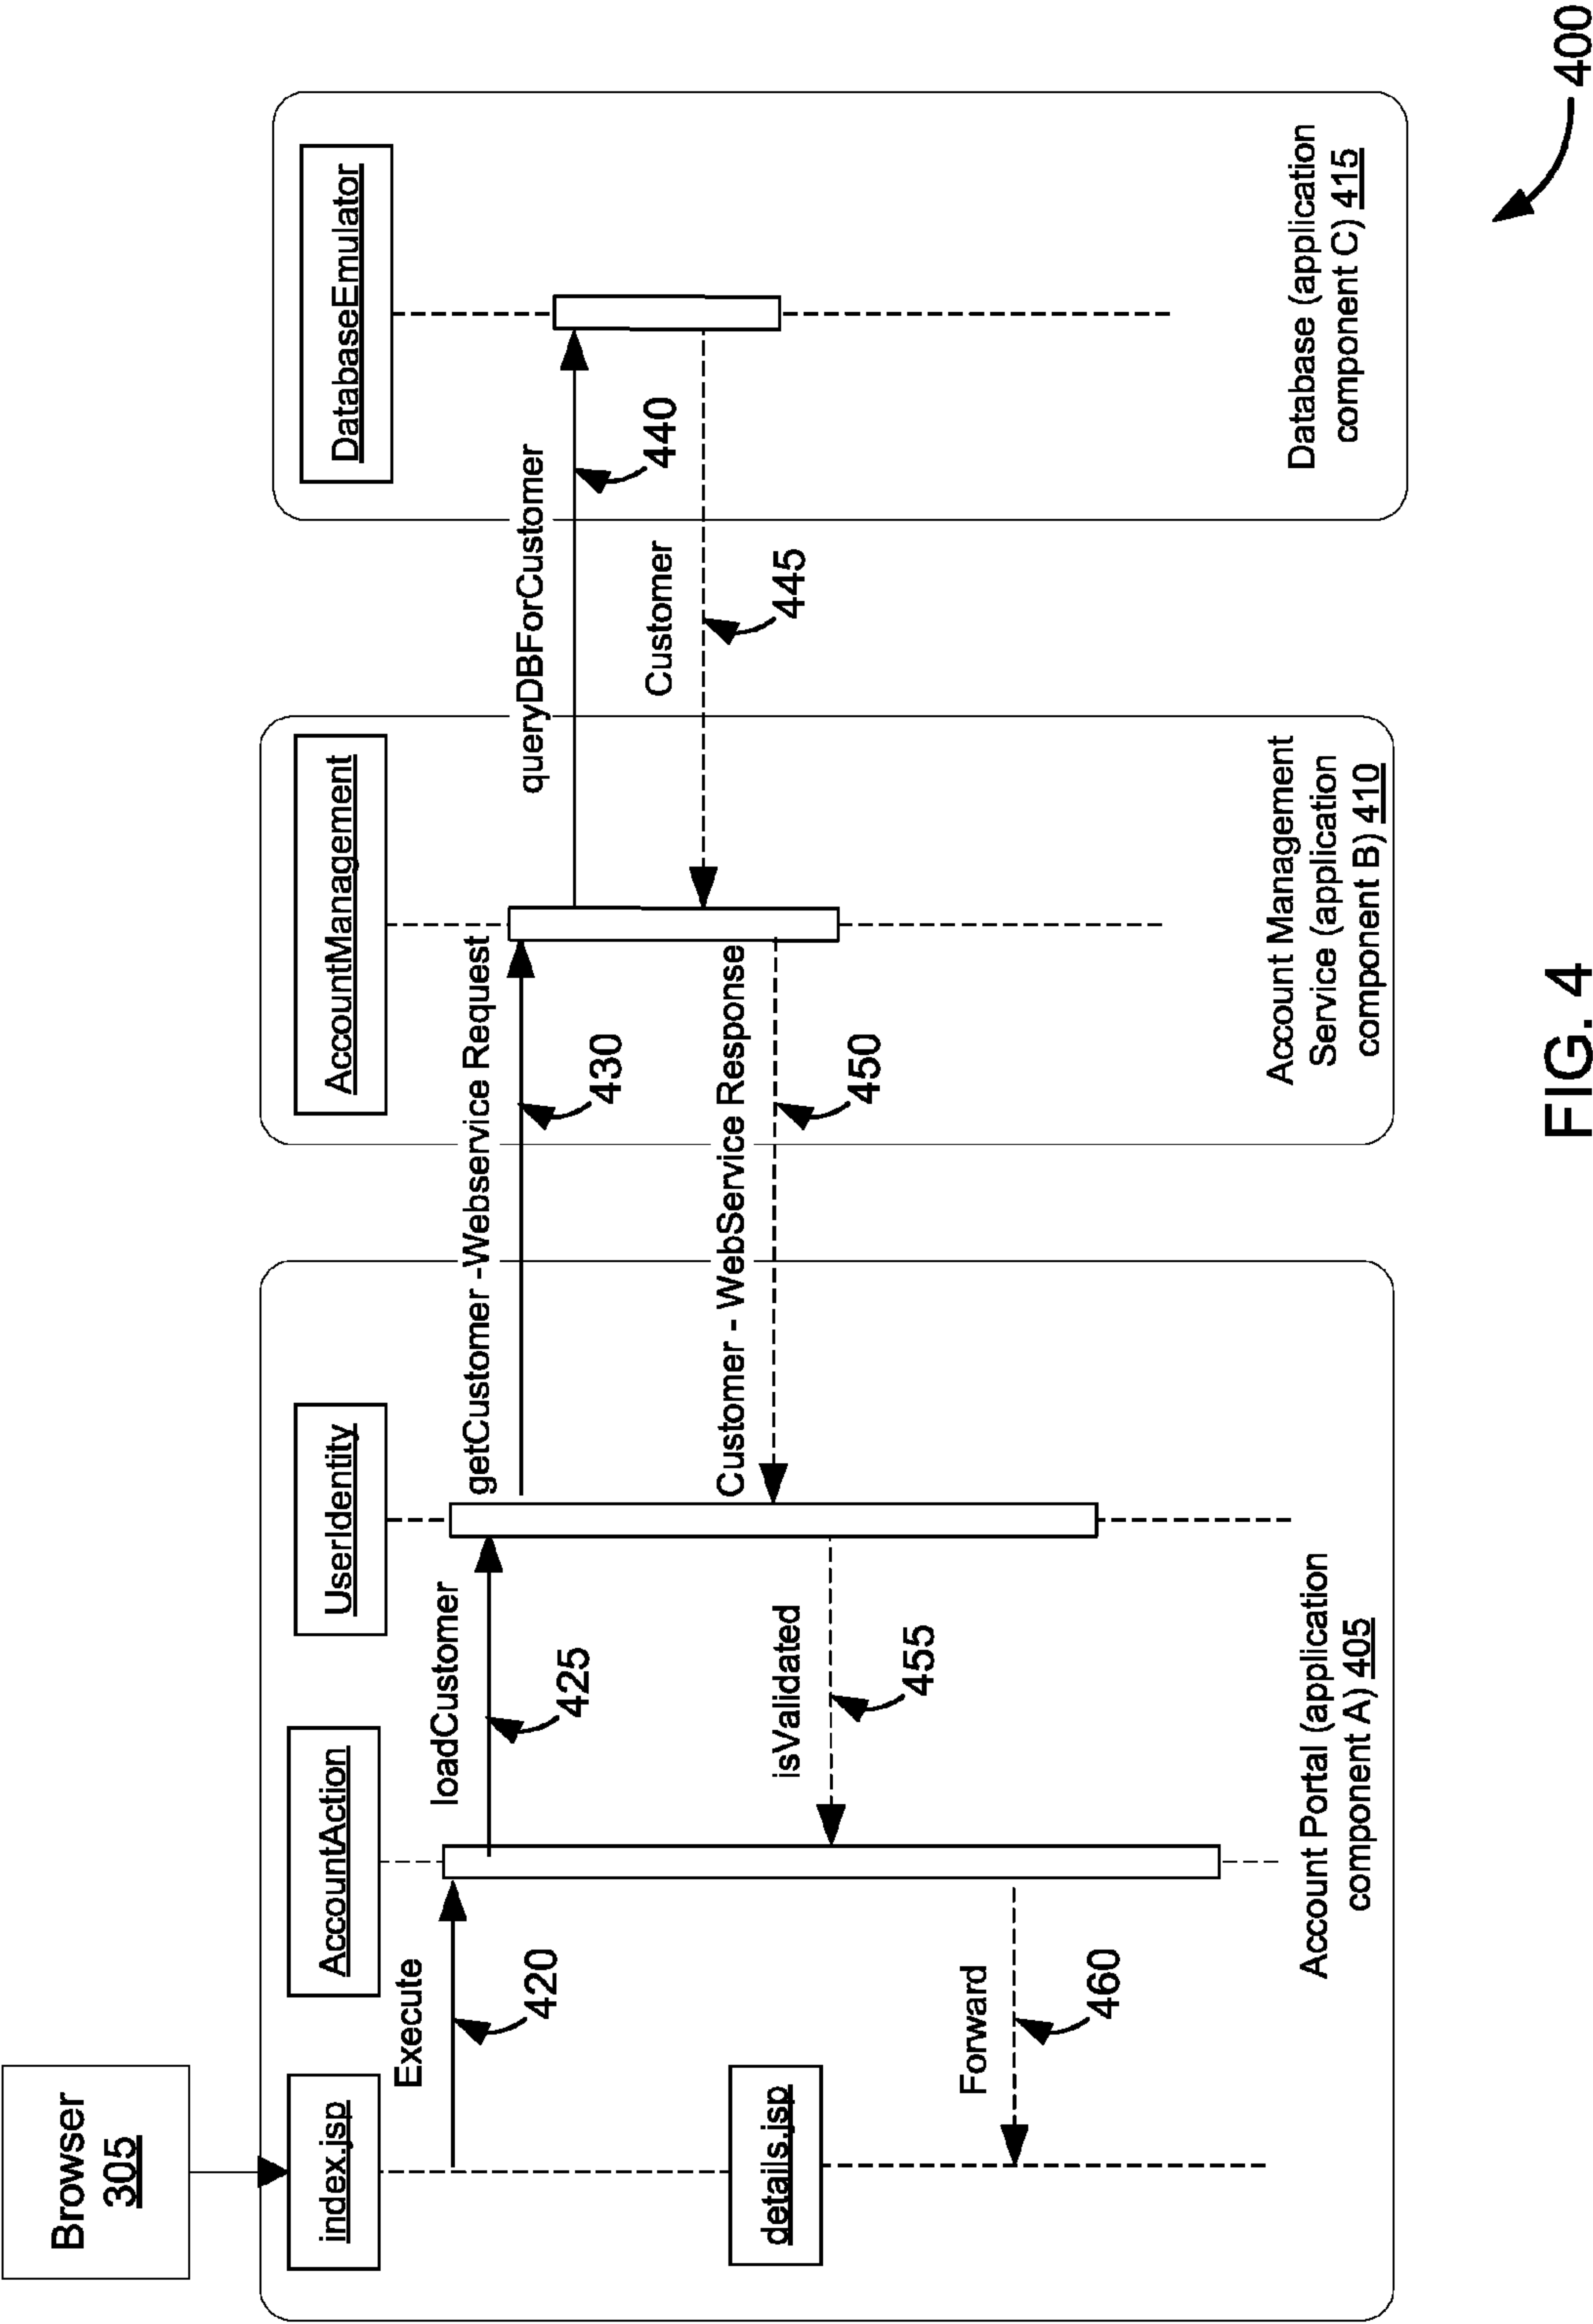 Browser
305
index.jsp
AccountAction
UserIdentity
AccountManagement
DatabaseEmulator
Execute
420
loadCustomer
425
getCustomer -Webservice Request
430
queryDBForCustomer
440
Customer
445
Customer - WebService Response
450
isValidated
455
details.jsp
Forward
460
Account Portal (application
component A) 405
Account Management
Service (application
component B) 410
Database (application
component C) 415
400
FIG. 4